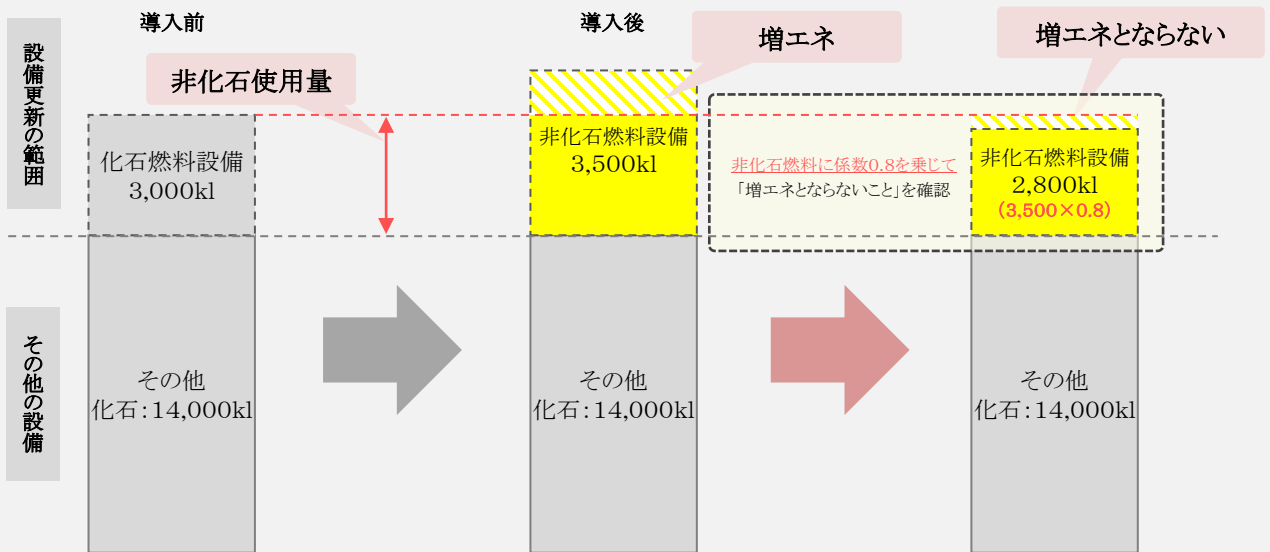 導入前
導入後
増エネ
増エネとならない
設備更新の範囲
非化石使用量
化石燃料設備
3,000kl
非化石燃料設備
3,500kl
非化石燃料に係数0.8を乗じて
「増エネとならないこと」を確認
非化石燃料設備
2,800kl
(3,500×0.8)
その他の設備
その他
化石：14,000kl
その他
化石：14,000kl
その他
化石：14,000kl